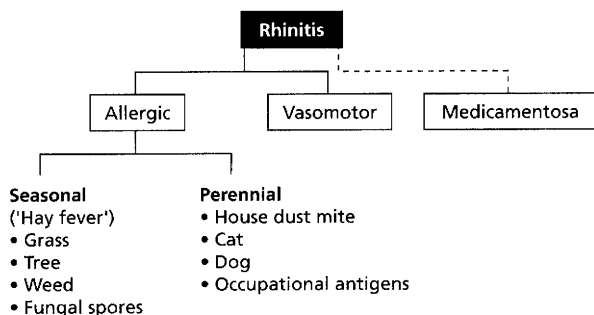 Rhinitis
Allergic
Vasomotor
Medicamentosa
Seasonal
('Hay fever')
• Grass
• Tree
• Weed
• Fungal spores
Perennial
• House dust mite
• Cat
• Dog
• Occupational antigens